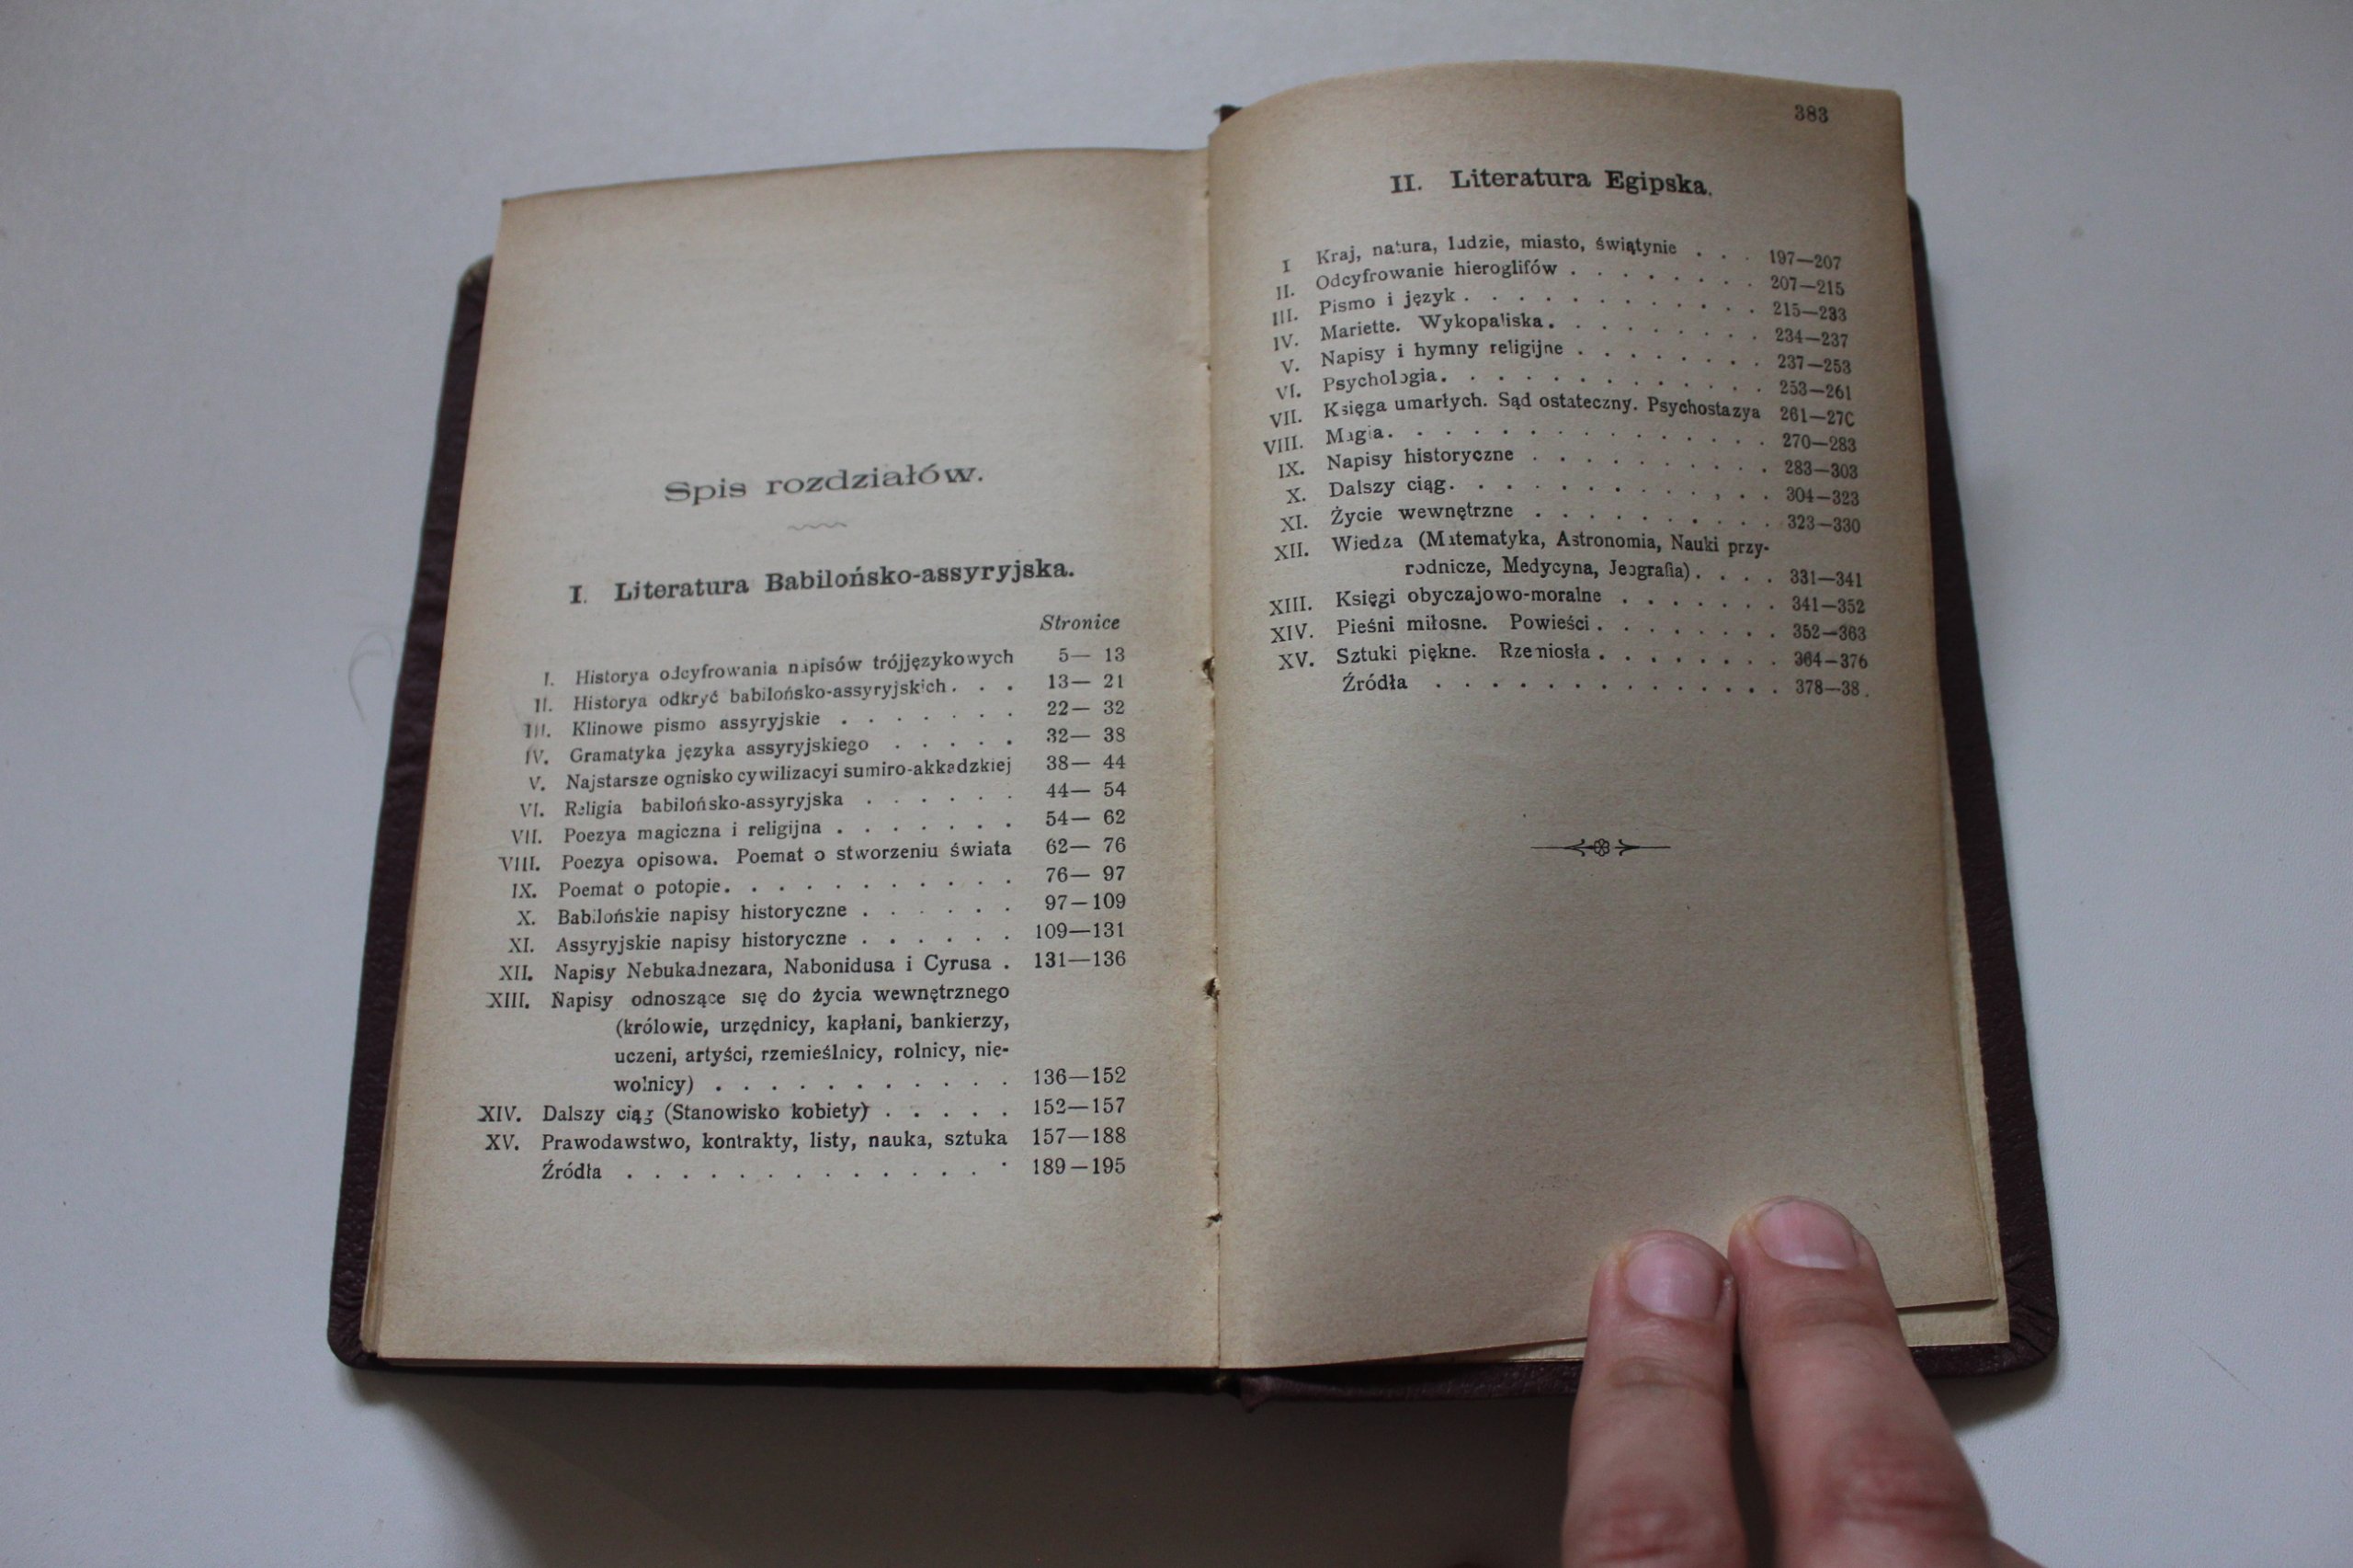 Spis rozdziałów.
I. Literatura Babilońsko-assyryjska.
Stronice
I. Historya odcyfrowania napisów trójjęzykowych 5— 13
II. Historya odkryć babilońsko-assyryjskich . . . 13— 21
III. Klinowe pismo assyryjskie . . . . . . . 22— 32
IV. Gramatyka języka assyryjskiego . . . . . 32— 38
V. Najstarsze ognisko cywilizacyi sumiro-akkadzkiej 38— 44
VI. Religia babilońsko-assyryjska . . . . . . 44— 54
VII. Poezya magiczna i religijna . . . . . . . 54— 62
VIII. Poezya opisowa. Poemat o stworzeniu świata 62— 76
IX. Poemat o potopie. . . . . . . . . . . 76— 97
X. Babilońskie napisy historyczne . . . . . . 97—109
XI. Assyryjskie napisy historyczne . . . . . . 109—131
XII. Napisy Nebukadnezara, Nabonidusa i Cyrusa . 131—136
XIII. Napisy odnoszące się do życia wewnętrznego
(królowie, urzędnicy, kapłani, bankierzy,
uczeni, artyści, rzemieślnicy, rolnicy, nie-
wolnicy) . . . . . . . . . . . 136—152
XIV. Dalszy ciąg (Stanowisko kobiety) . . . . . 152—157
XV. Prawodawstwo, kontrakty, listy, nauka, sztuka 157—188
Źródła . . . . . . . . . . . . . . 189—195
383
II. Literatura Egipska.
I Kraj, natura, ludzie, miasto, świątynie . . . 197—207
II. Odcyfrowanie hieroglifów . . . . . . . 207—215
III. Pismo i język . . . . . . . . . . . 215—233
IV. Mariette. Wykopaliska. . . . . . . . . 234—237
V. Napisy i hymny religijne . . . . . . . . 237—253
VI. Psychologia. . . . . . . . . . . . . 253—261
VII. Księga umarłych. Sąd ostateczny. Psychostazya 261—270
VIII. Magia. . . . . . . . . . . . . . . 270—283
IX. Napisy historyczne . . . . . . . . . . 283—303
X. Dalszy ciąg. . . . . . . . . . . . . 304—323
XI. Życie wewnętrzne . . . . . . . . . . 323—330
XII. Wiedza (Matematyka, Astronomia, Nauki przy-
rodnicze, Medycyna, Jeografia) . . . . 331—341
XIII. Księgi obyczajowo-moralne . . . . . . . 341—352
XIV. Pieśni miłosne. Powieści . . . . . . . . 352—363
XV. Sztuki piękne. Rzemiosła . . . . . . . . 364—376
Źródła . . . . . . . . . . . . . .